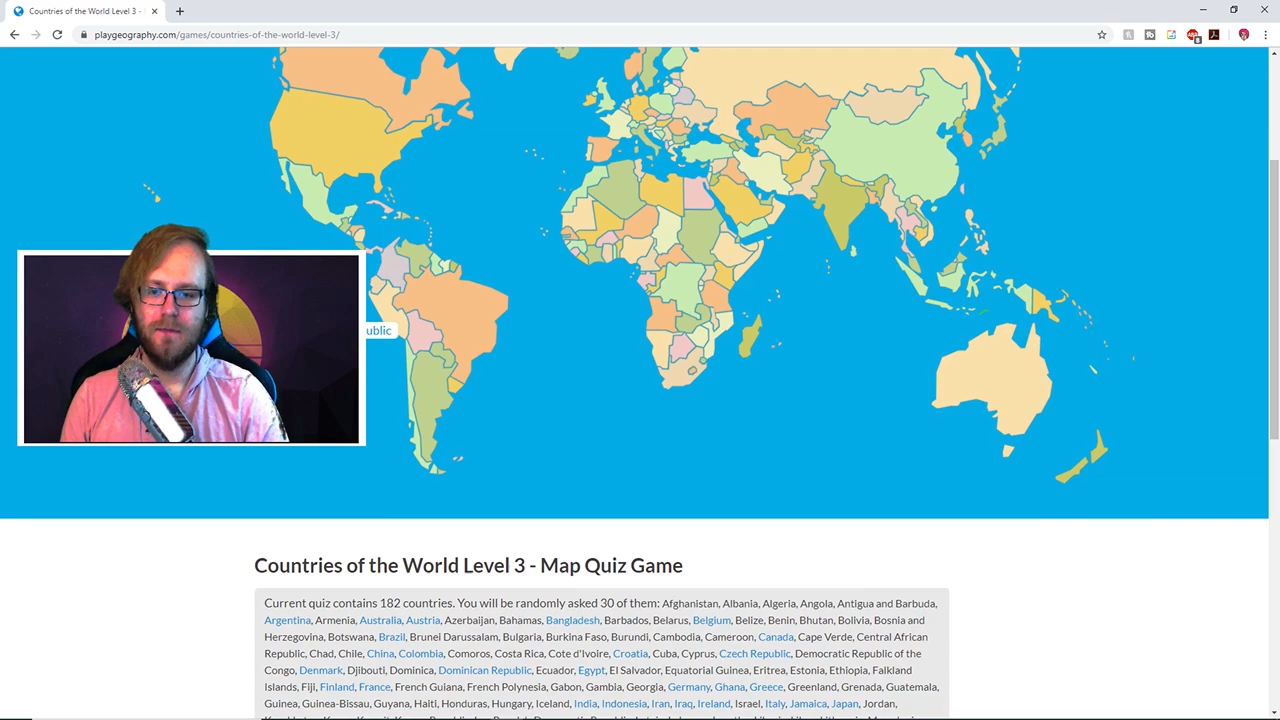 Countries of the World Level 3 -
playgeography.com/games/countries-of-the-world-level-3/
ublic
Countries of the World Level 3 - Map Quiz Game
Current quiz contains 182 countries. You will be randomly asked 30 of them: Afghanistan, Albania, Algeria, Angola, Antigua and Barbuda,
Argentina, Armenia, Australia, Austria, Azerbaijan, Bahamas, Bangladesh, Barbados, Belarus, Belgium, Belize, Benin, Bhutan, Bolivia, Bosnia and
Herzegovina, Botswana, Brazil, Brunei Darussalam, Bulgaria, Burkina Faso, Burundi, Cambodia, Cameroon, Canada, Cape Verde, Central African
Republic, Chad, Chile, China, Colombia, Comoros, Costa Rica, Cote d'Ivoire, Croatia, Cuba, Cyprus, Czech Republic, Democratic Republic of the
Congo, Denmark, Djibouti, Dominica, Dominican Republic, Ecuador, Egypt, El Salvador, Equatorial Guinea, Eritrea, Estonia, Ethiopia, Falkland
Islands, Fiji, Finland, France, French Guiana, French Polynesia, Gabon, Gambia, Georgia, Germany, Ghana, Greece, Greenland, Grenada, Guatemala,
Guinea, Guinea-Bissau, Guyana, Haiti, Honduras, Hungary, Iceland, India, Indonesia, Iran, Iraq, Ireland, Israel, Italy, Jamaica, Japan, Jordan,